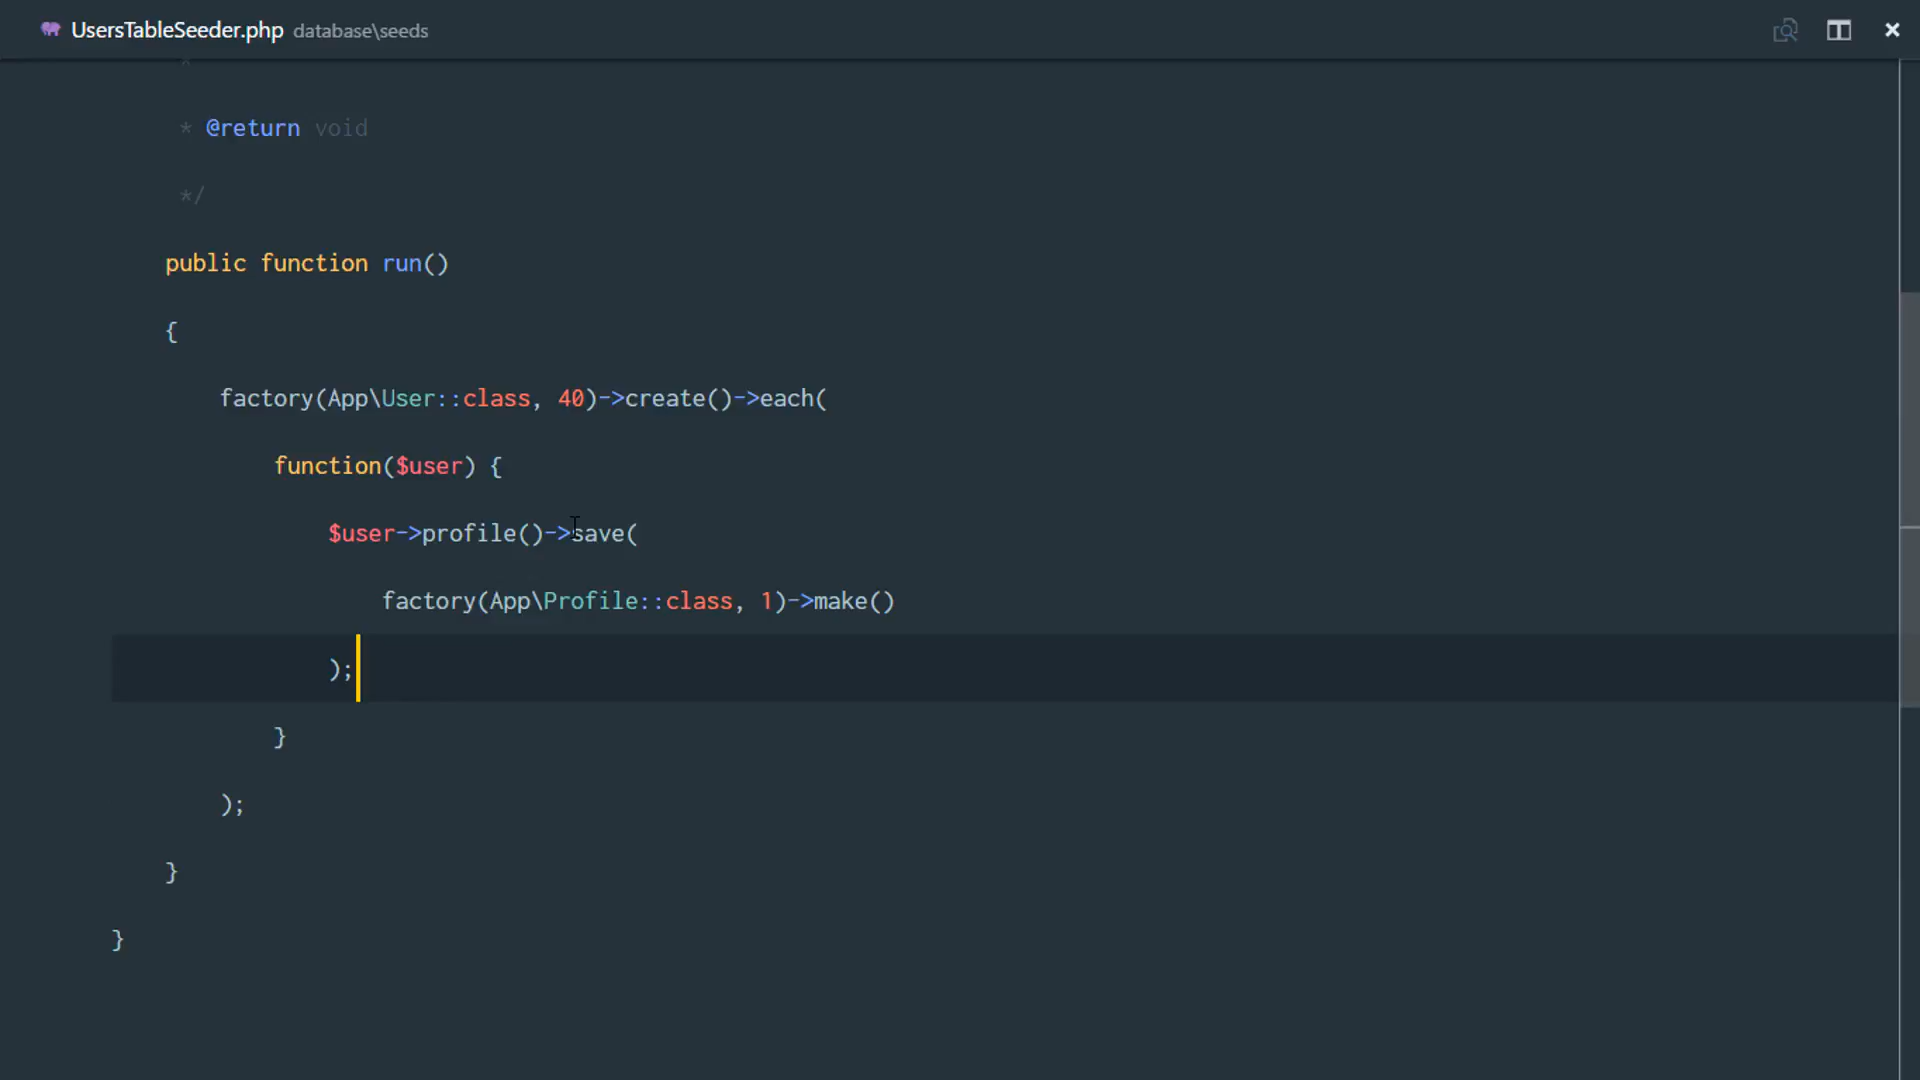 UsersTableSeeder.php database\seeds
*
* @return void
*/
public function run()
{
factory(App\User::class, 40)->create()->each(
function($user) {
$user->profile()->save(
factory(App\Profile::class, 1)->make()
);
}
);
}
}